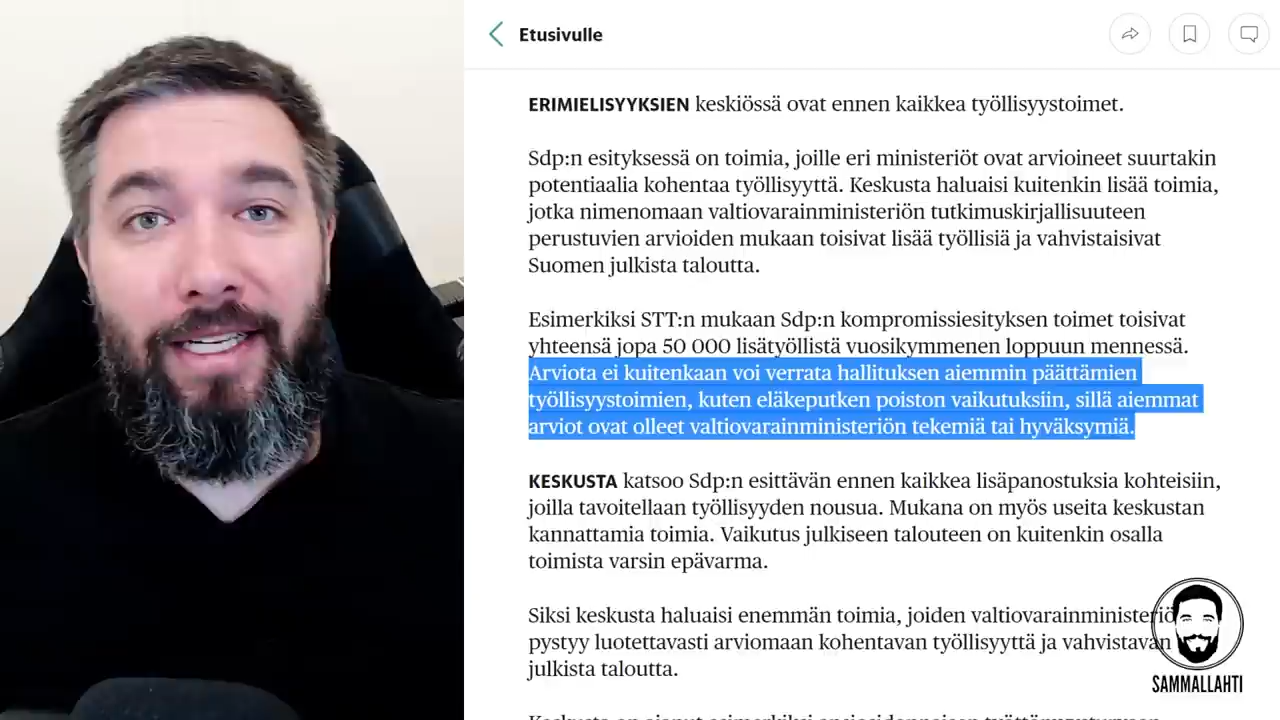 Etusivulle
ERIMIELISYYKSIEN keskiössä ovat ennen kaikkea työllisyystoimet.
Sdp:n esityksessä on toimia, joille eri ministeriöt ovat arvioineet suurtakin
potentiaalia kohentaa työllisyyttä. Keskusta haluaisi kuitenkin lisää toimia,
jotka nimenomaan valtiovarainministeriön tutkimuskirjallisuuteen
perustuvien arvioiden mukaan toisivat lisää työllisiä ja vahvistaisivat
Suomen julkista taloutta.
Esimerkiksi STT:n mukaan Sdp:n kompromissiesityksen toimet toisivat
yhteensä jopa 50 000 lisätyöllistä vuosikymmenen loppuun mennessä.
Arviota ei kuitenkaan voi verrata hallituksen aiemmin päättämien
työllisyystoimien, kuten eläkeputken poiston vaikutuksiin, sillä aiemmat
arviot ovat olleet valtiovarainministeriön tekemiä tai hyväksymiä.
KESKUSTA katsoo Sdp:n esittävän ennen kaikkea lisäpanostuksia kohteisiin,
joilla tavoitellaan työllisyyden nousua. Mukana on myös useita keskustan
kannattamia toimia. Vaikutus julkiseen talouteen on kuitenkin osalla
toimista varsin epävarma.
Siksi keskusta haluaisi enemmän toimia, joiden valtiovarainministeriö
pystyy luotettavasti arviomaan kohentavan työllisyyttä ja vahvistavan
julkista taloutta.
SAMMALLAHTI